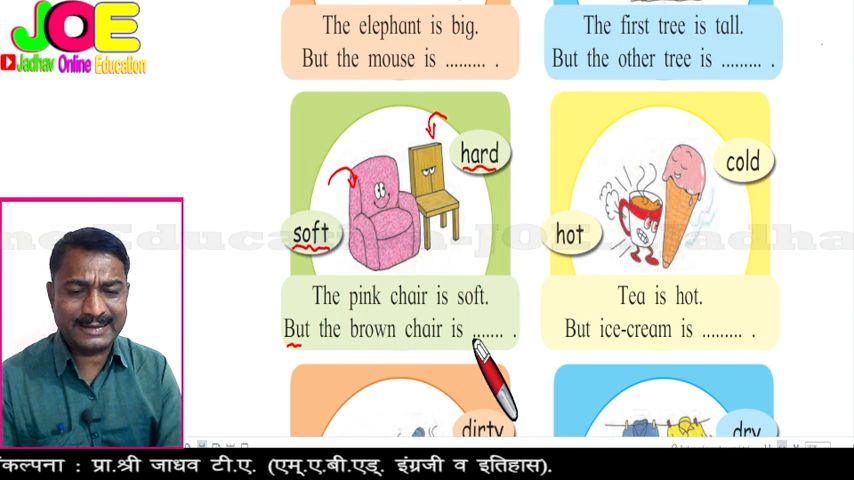 JOE
Jadhav Online Education
The elephant is big.
But the mouse is ......... .
The first tree is tall.
But the other tree is ......... .
hard
soft
The pink chair is soft.
But the brown chair is ....... .
cold
hot
Tea is hot.
But ice-cream is ......... .
dirty
dry
संकल्पना : प्रा.श्री जाधव टी.ए. (एम्.ए.बी.एड्. इंग्रजी व इतिहास).